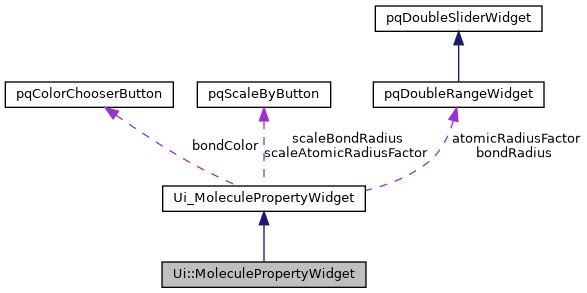 pqDoubleSliderWidget
pqColorChooserButton
pqScaleByButton
pqDoubleRangeWidget
bondColor
scaleBondRadius
scaleAtomicRadiusFactor
atomicRadiusFactor
bondRadius
Ui_MoleculePropertyWidget
Ui::MoleculePropertyWidget